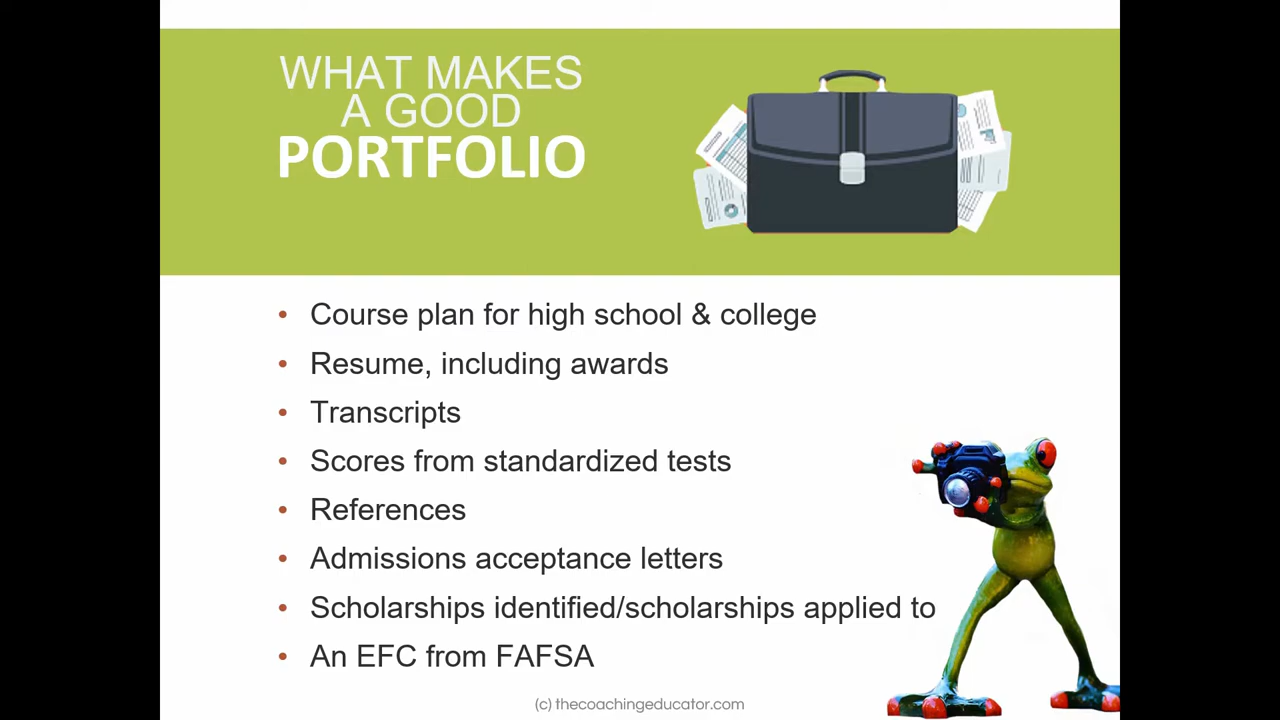 WHAT MAKES
A GOOD
PORTFOLIO
• Course plan for high school & college
• Resume, including awards
• Transcripts
• Scores from standardized tests
• References
• Admissions acceptance letters
• Scholarships identified/scholarships applied to
• An EFC from FAFSA
(c) thecoachingeducator.com